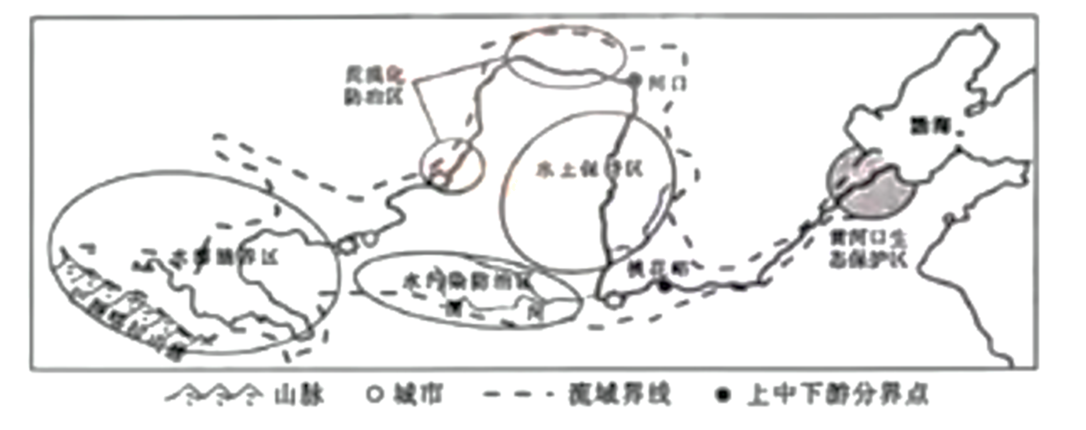 荒漠化
防治区
河口
渤海
水土保持区
水源涵养区
黄河口生
态保护区
桃花峪
水污染防治区
渭 河
山脉 城市 流域界线 上中下游分界点